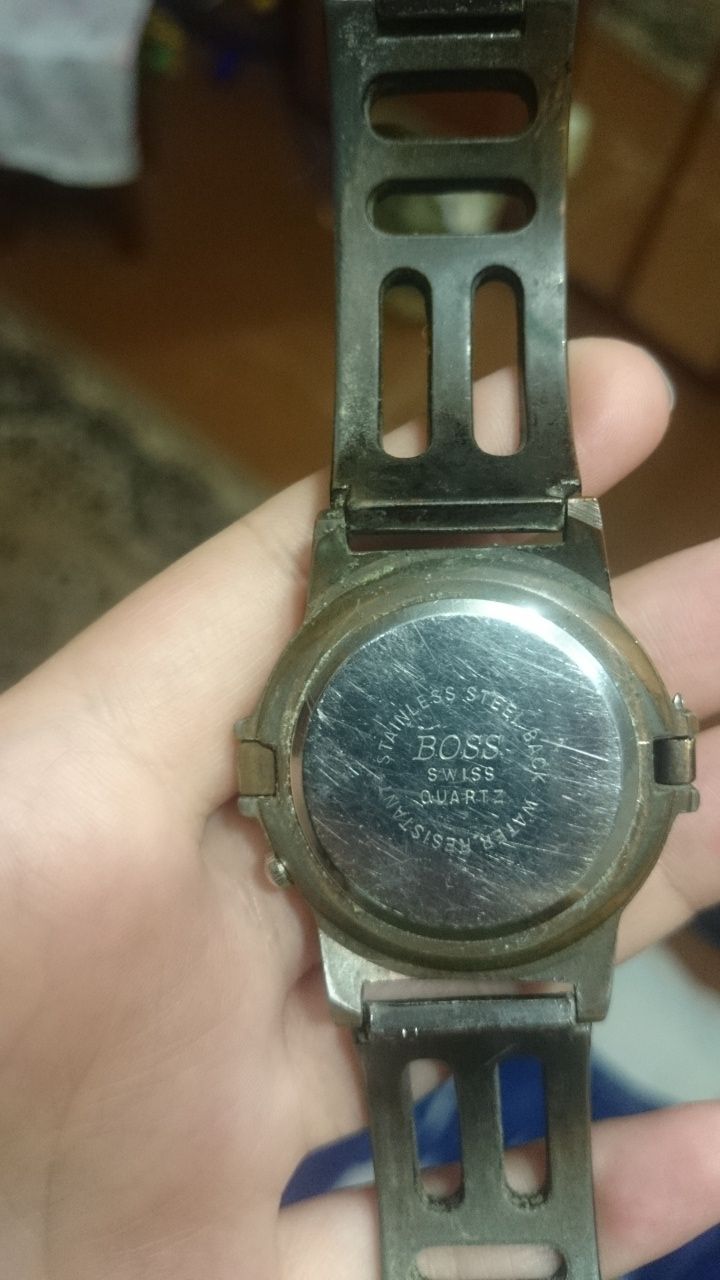 STAINLESS STEEL BACK
BOSS
SWISS
QUARTZ
WATER RESISTANT